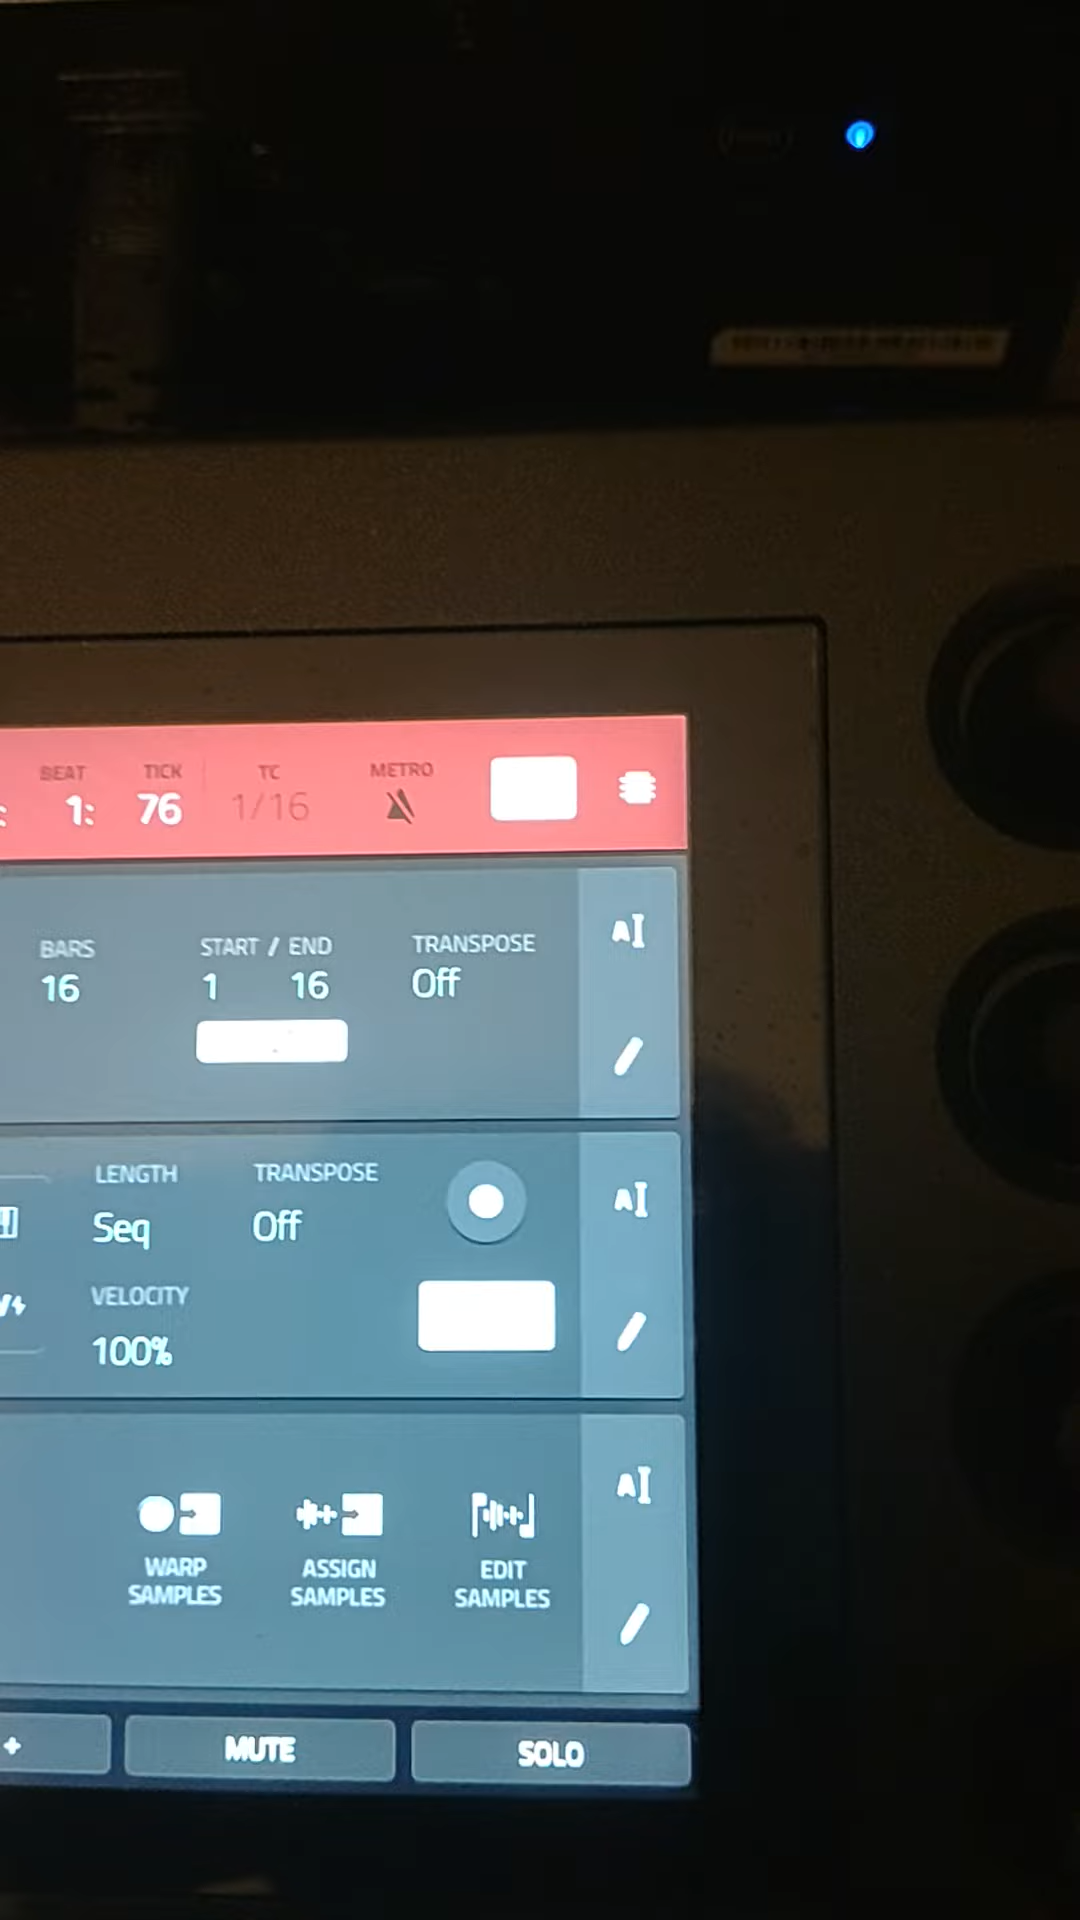 BEAT TICK TC METRO
1: 76 1/16
BARS START / END TRANSPOSE
16 1 16 Off
LENGTH TRANSPOSE
Seq Off
VELOCITY
100%
WARP SAMPLES
ASSIGN SAMPLES
EDIT SAMPLES
+ MUTE SOLO